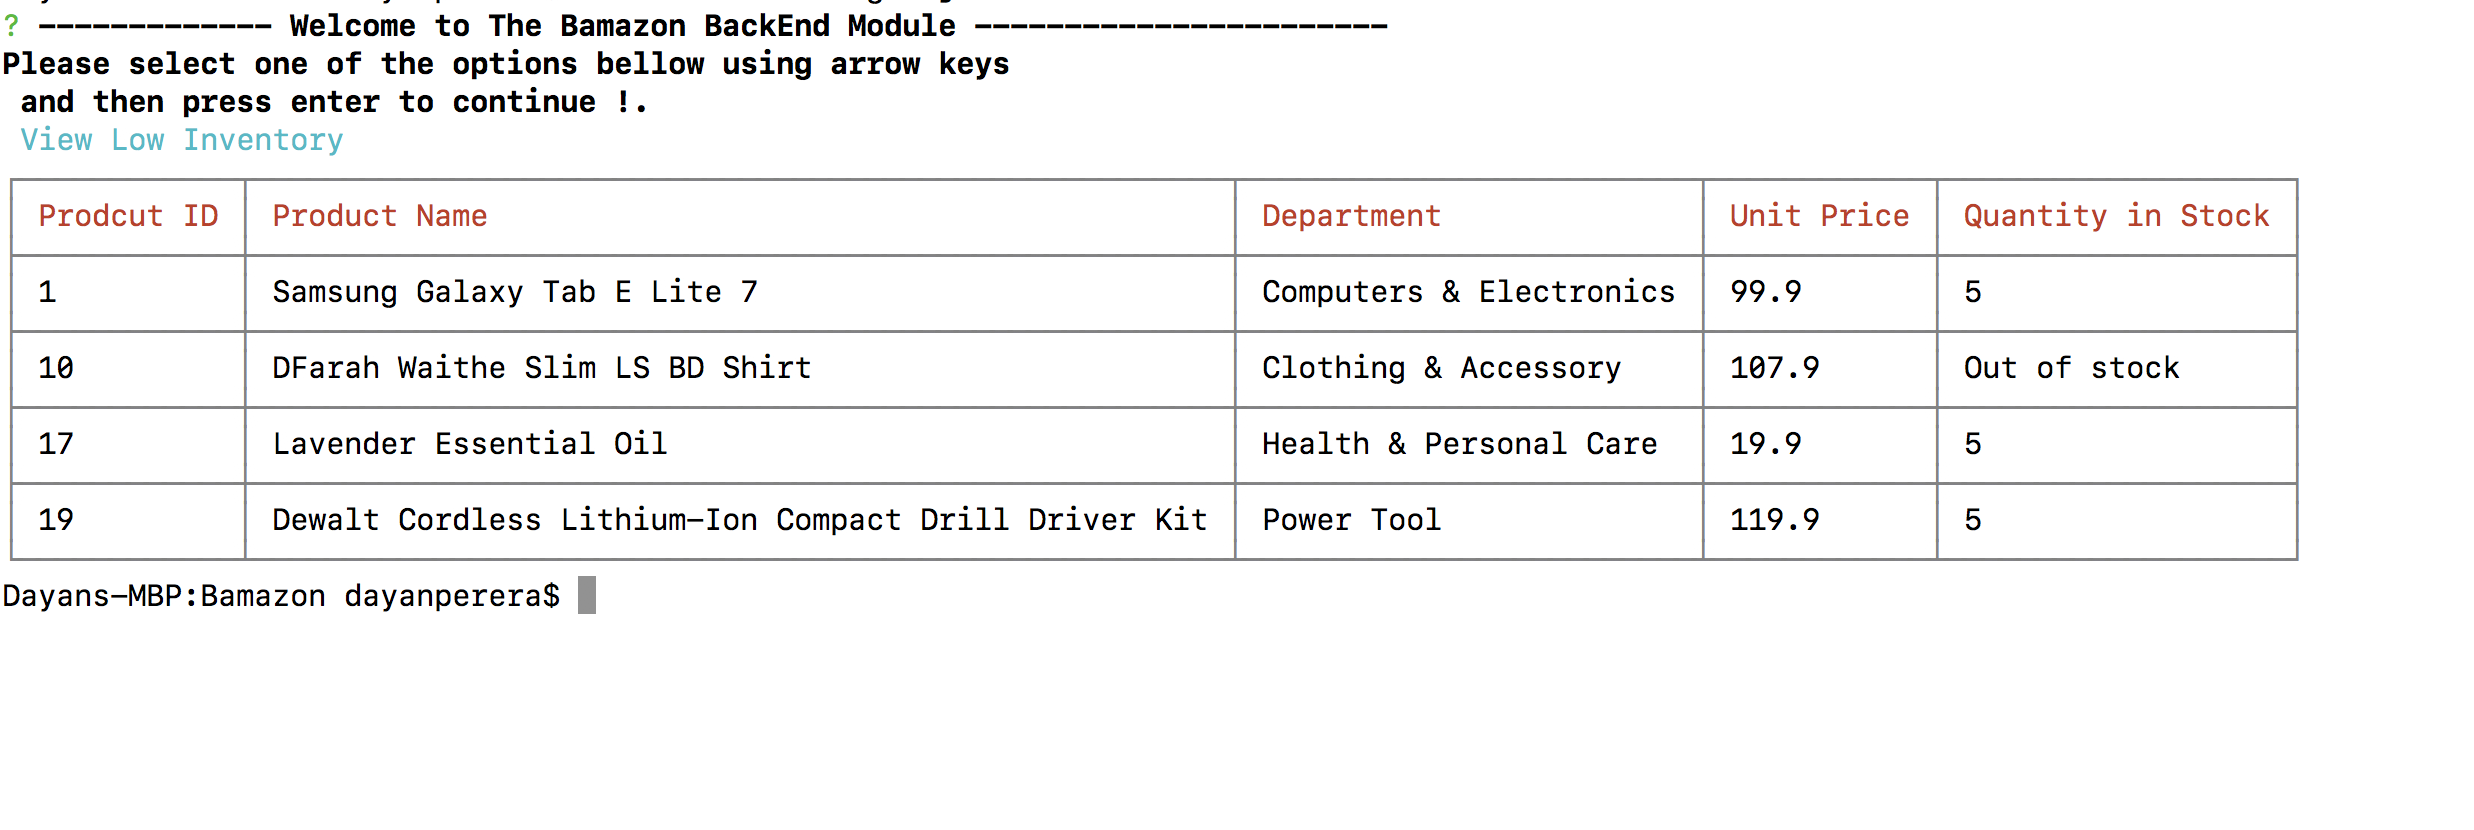 ? ------------- Welcome to The Bamazon BackEnd Module -----------------------
Please select one of the options bellow using arrow keys
and then press enter to continue !.
View Low Inventory
Prodcut ID Product Name Department Unit Price Quantity in Stock
1 Samsung Galaxy Tab E Lite 7 Computers & Electronics 99.9 5
10 DFarah Waithe Slim LS BD Shirt Clothing & Accessory 107.9 Out of stock
17 Lavender Essential Oil Health & Personal Care 19.9 5
19 Dewalt Cordless Lithium-Ion Compact Drill Driver Kit Power Tool 119.9 5
Dayans-MBP:Bamazon dayanperera$